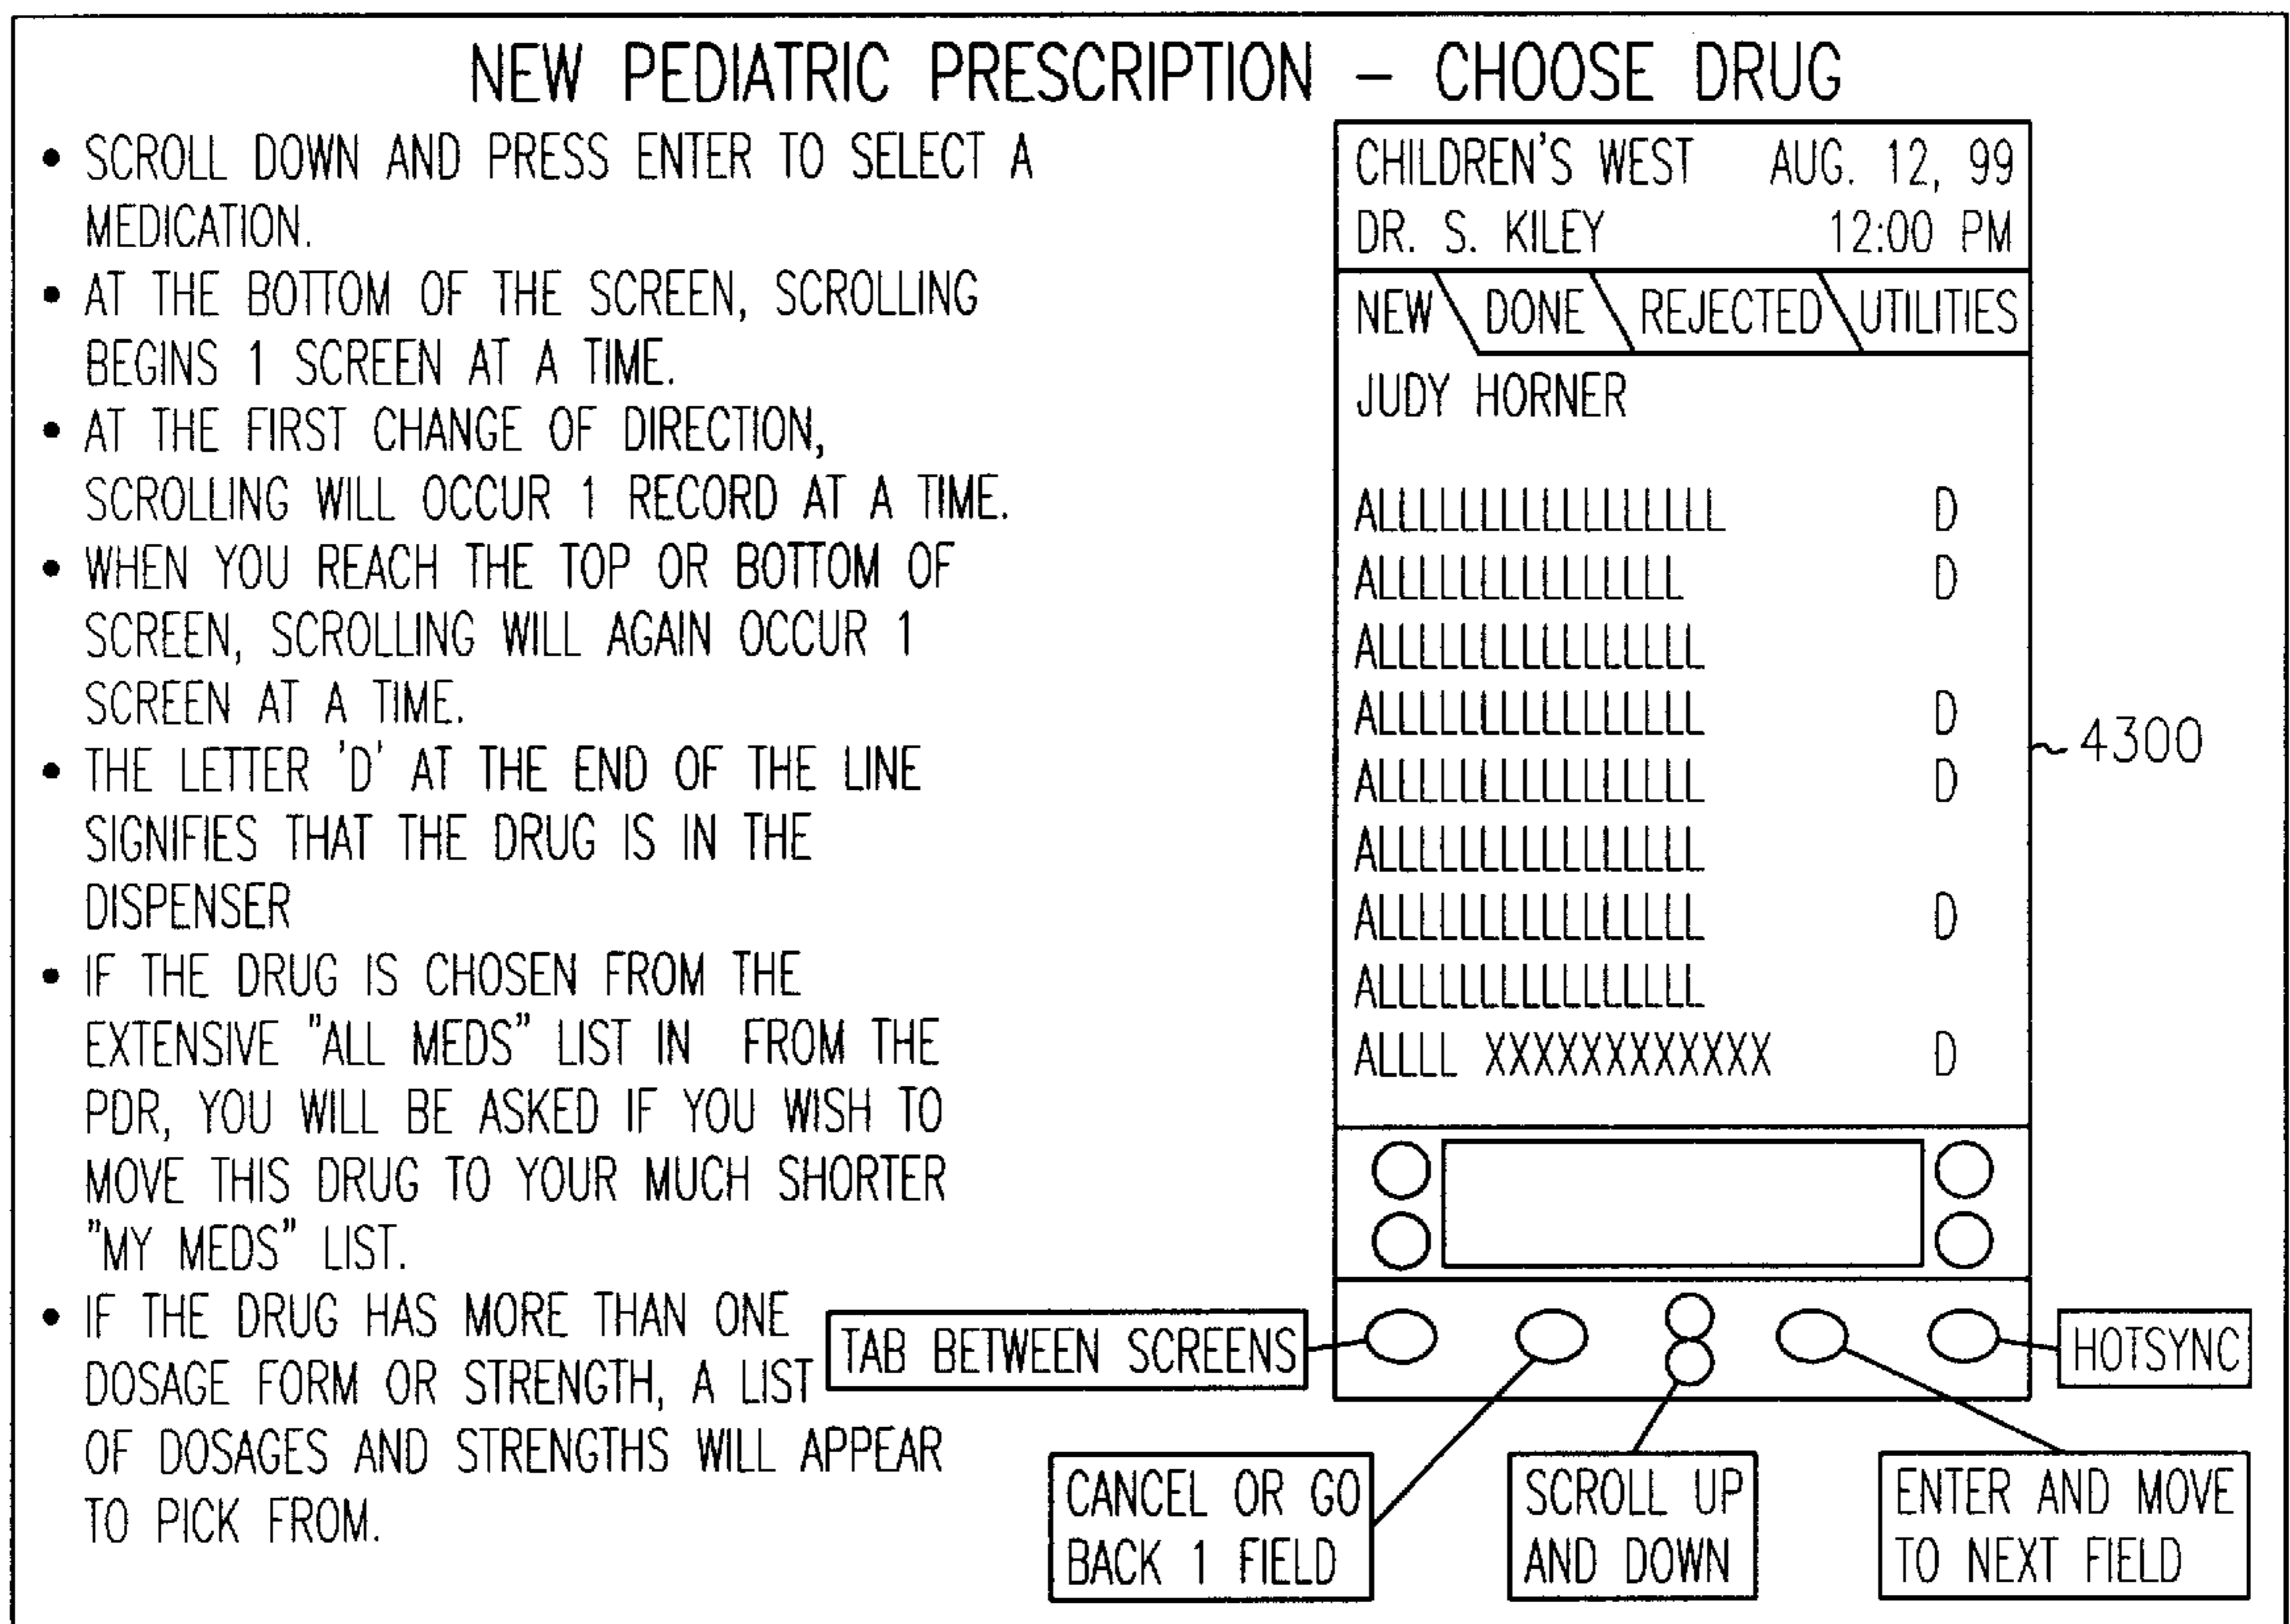 NEW PEDIATRIC PRESCRIPTION – CHOOSE DRUG
• SCROLL DOWN AND PRESS ENTER TO SELECT A
MEDICATION.
• AT THE BOTTOM OF THE SCREEN, SCROLLING
BEGINS 1 SCREEN AT A TIME.
• AT THE FIRST CHANGE OF DIRECTION,
SCROLLING WILL OCCUR 1 RECORD AT A TIME.
• WHEN YOU REACH THE TOP OR BOTTOM OF
SCREEN, SCROLLING WILL AGAIN OCCUR 1
SCREEN AT A TIME.
• THE LETTER 'D' AT THE END OF THE LINE
SIGNIFIES THAT THE DRUG IS IN THE
DISPENSER
• IF THE DRUG IS CHOSEN FROM THE
EXTENSIVE "ALL MEDS" LIST IN FROM THE
PDR, YOU WILL BE ASKED IF YOU WISH TO
MOVE THIS DRUG TO YOUR MUCH SHORTER
"MY MEDS" LIST.
• IF THE DRUG HAS MORE THAN ONE
DOSAGE FORM OR STRENGTH, A LIST
OF DOSAGES AND STRENGTHS WILL APPEAR
TO PICK FROM.
CHILDREN'S WEST AUG. 12, 99
DR. S. KILEY 12:00 PM
NEW DONE REJECTED UTILITIES
JUDY HORNER
ALLLLLLLLLLLLLLLLL D
ALLLLLLLLLLLLLLL D
ALLLLLLLLLLLLLLLL
ALLLLLLLLLLLLLLLL D
ALLLLLLLLLLLLLLLL D
ALLLLLLLLLLLLLLLL
ALLLLLLLLLLLLLLLL D
ALLLLLLLLLLLLLLLL
ALLLL XXXXXXXXXXXX D
4300
TAB BETWEEN SCREENS
HOTSYNC
CANCEL OR GO
BACK 1 FIELD
SCROLL UP
AND DOWN
ENTER AND MOVE
TO NEXT FIELD